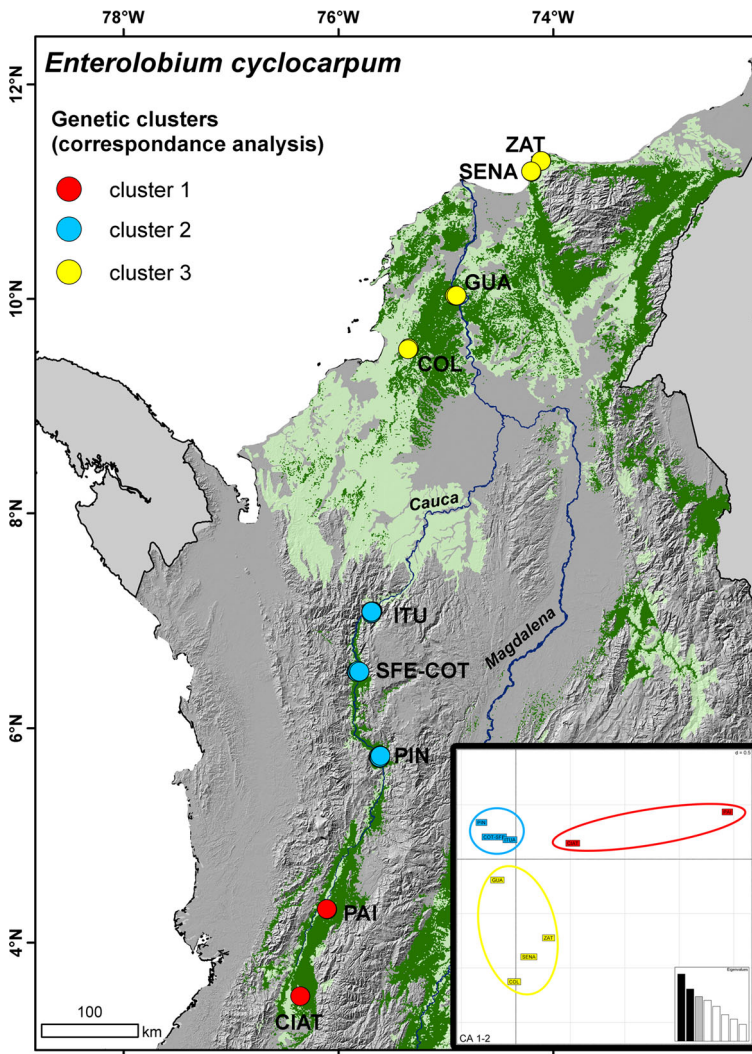 78°W 76°W 74°W
Enterolobium cyclocarpum
12°N
Genetic clusters
(correspondance analysis)
cluster 1
cluster 2
cluster 3
ZAT
SENA
10°N
GUA
COL
Cauca
8°N
ITU
Magdalena
SFE-COT
6°N
PIN
PAI
4°N
CIAT
100
km
PIN
COT-SFE
ITUA
GUA
ZAT
SENA
COL
Eigenvalues
CA 1-2